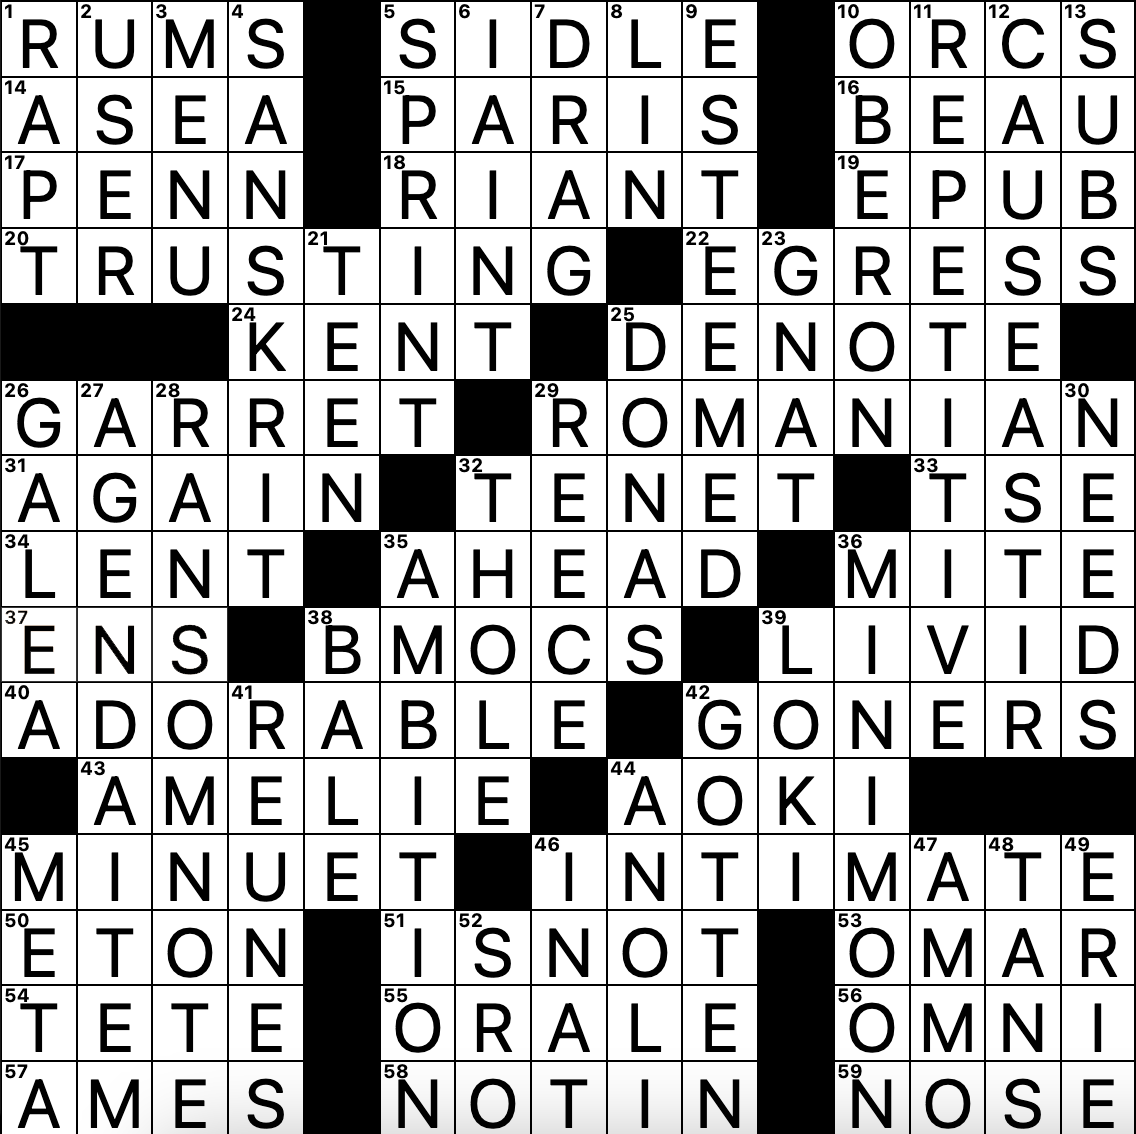 1 2 3 4 5 6 7 8 9 10 11 12 13
R U M S S I D L E O R C S
14 15 16
A S E A P A R I S B E A U
17 18 19
P E N N R I A N T E P U B
20 21 22 23
T R U S T I N G E G R E S S
24 25
K E N T D E N O T E
26 27 28 29 30
G A R R E T R O M A N I A N
31 32 33
A G A I N T E N E T T S E
34 35 36
L E N T A H E A D M I T E
37 38 39
E N S B M O C S L I V I D
40 41 42
A D O R A B L E G O N E R S
43 44
A M E L I E A O K I
45 46 47 48 49
M I N U E T I N T I M A T E
50 51 52 53
E T O N I S N O T O M A R
54 55 56
T E T E O R A L E O M N I
57 58 59
A M E S N O T I N N O S E